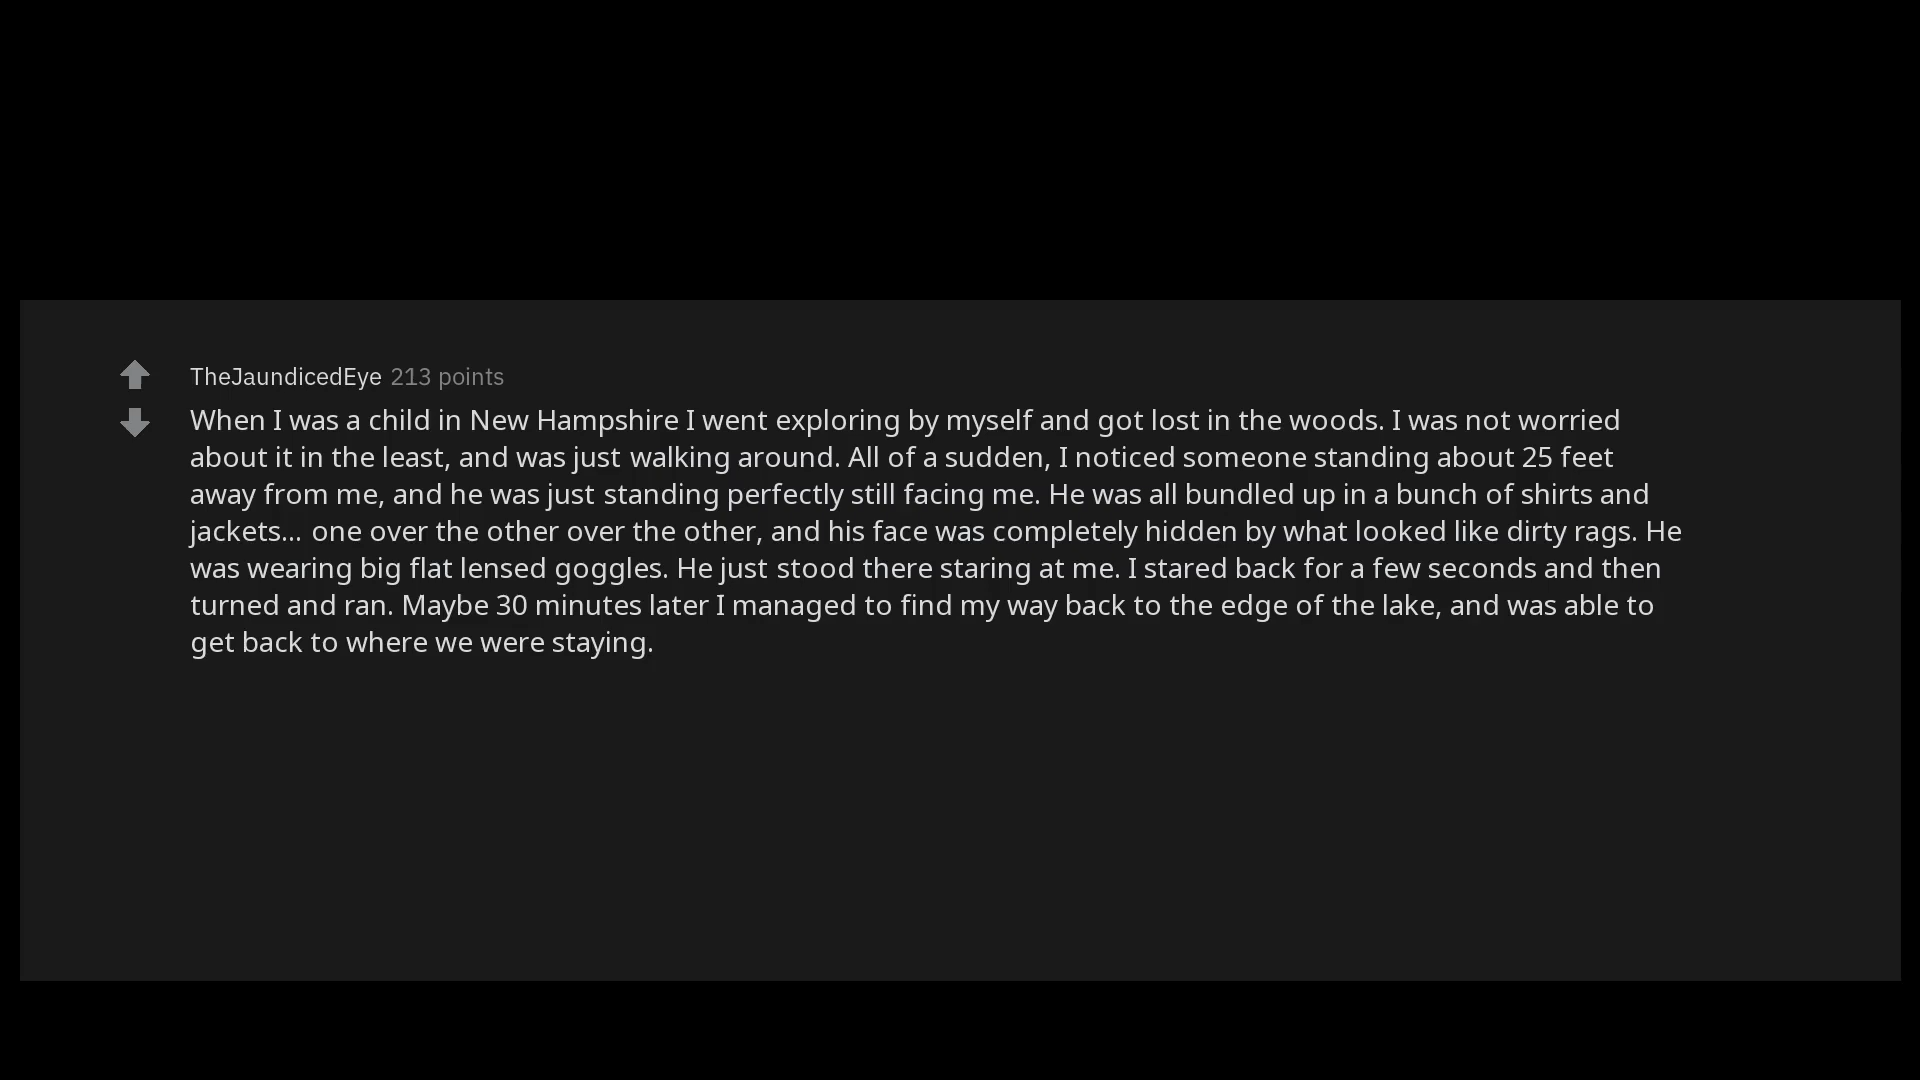 TheJaundicedEye 213 points
When I was a child in New Hampshire I went exploring by myself and got lost in the woods. I was not worried
about it in the least, and was just walking around. All of a sudden, I noticed someone standing about 25 feet
away from me, and he was just standing perfectly still facing me. He was all bundled up in a bunch of shirts and
jackets... one over the other over the other, and his face was completely hidden by what looked like dirty rags. He
was wearing big flat lensed goggles. He just stood there staring at me. I stared back for a few seconds and then
turned and ran. Maybe 30 minutes later I managed to find my way back to the edge of the lake, and was able to
get back to where we were staying.